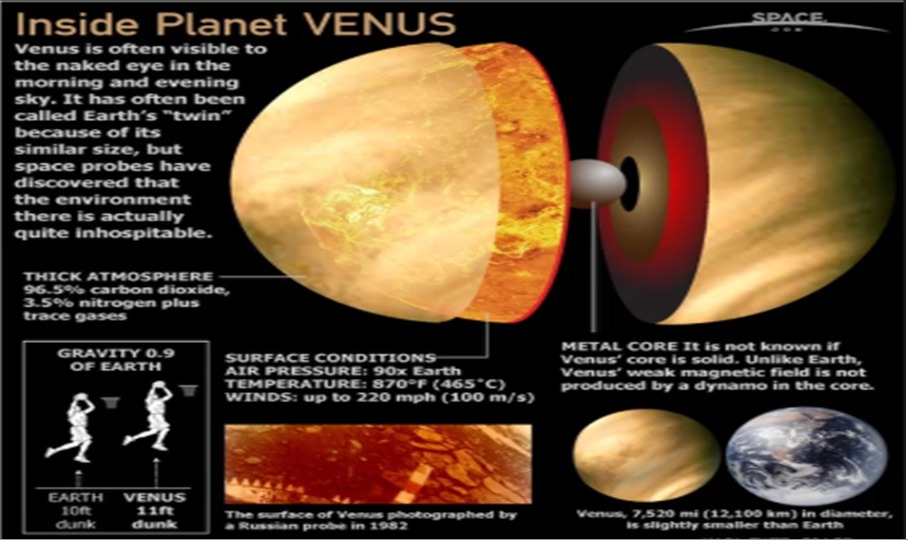 Inside Planet VENUS
SPACE.
.COM
Venus is often visible to
the naked eye in the
morning and evening
sky. It has often been
called Earth's "twin"
because of its
similar size, but
space probes have
discovered that
the environment
there is actually
quite inhospitable.
THICK ATMOSPHERE
96.5% carbon dioxide,
3.5% nitrogen plus
trace gases
GRAVITY 0.9
OF EARTH
EARTH
10ft
dunk
VENUS
11ft
dunk
SURFACE CONDITIONS
AIR PRESSURE: 90x Earth
TEMPERATURE: 870°F (465˚C)
WINDS: up to 220 mph (100 m/s)
The surface of Venus photographed by
a Russian probe in 1982
METAL CORE It is not known if
Venus' core is solid. Unlike Earth,
Venus' weak magnetic field is not
produced by a dynamo in the core.
Venus, 7,520 mi (12,100 km) in diameter,
is slightly smaller than Earth